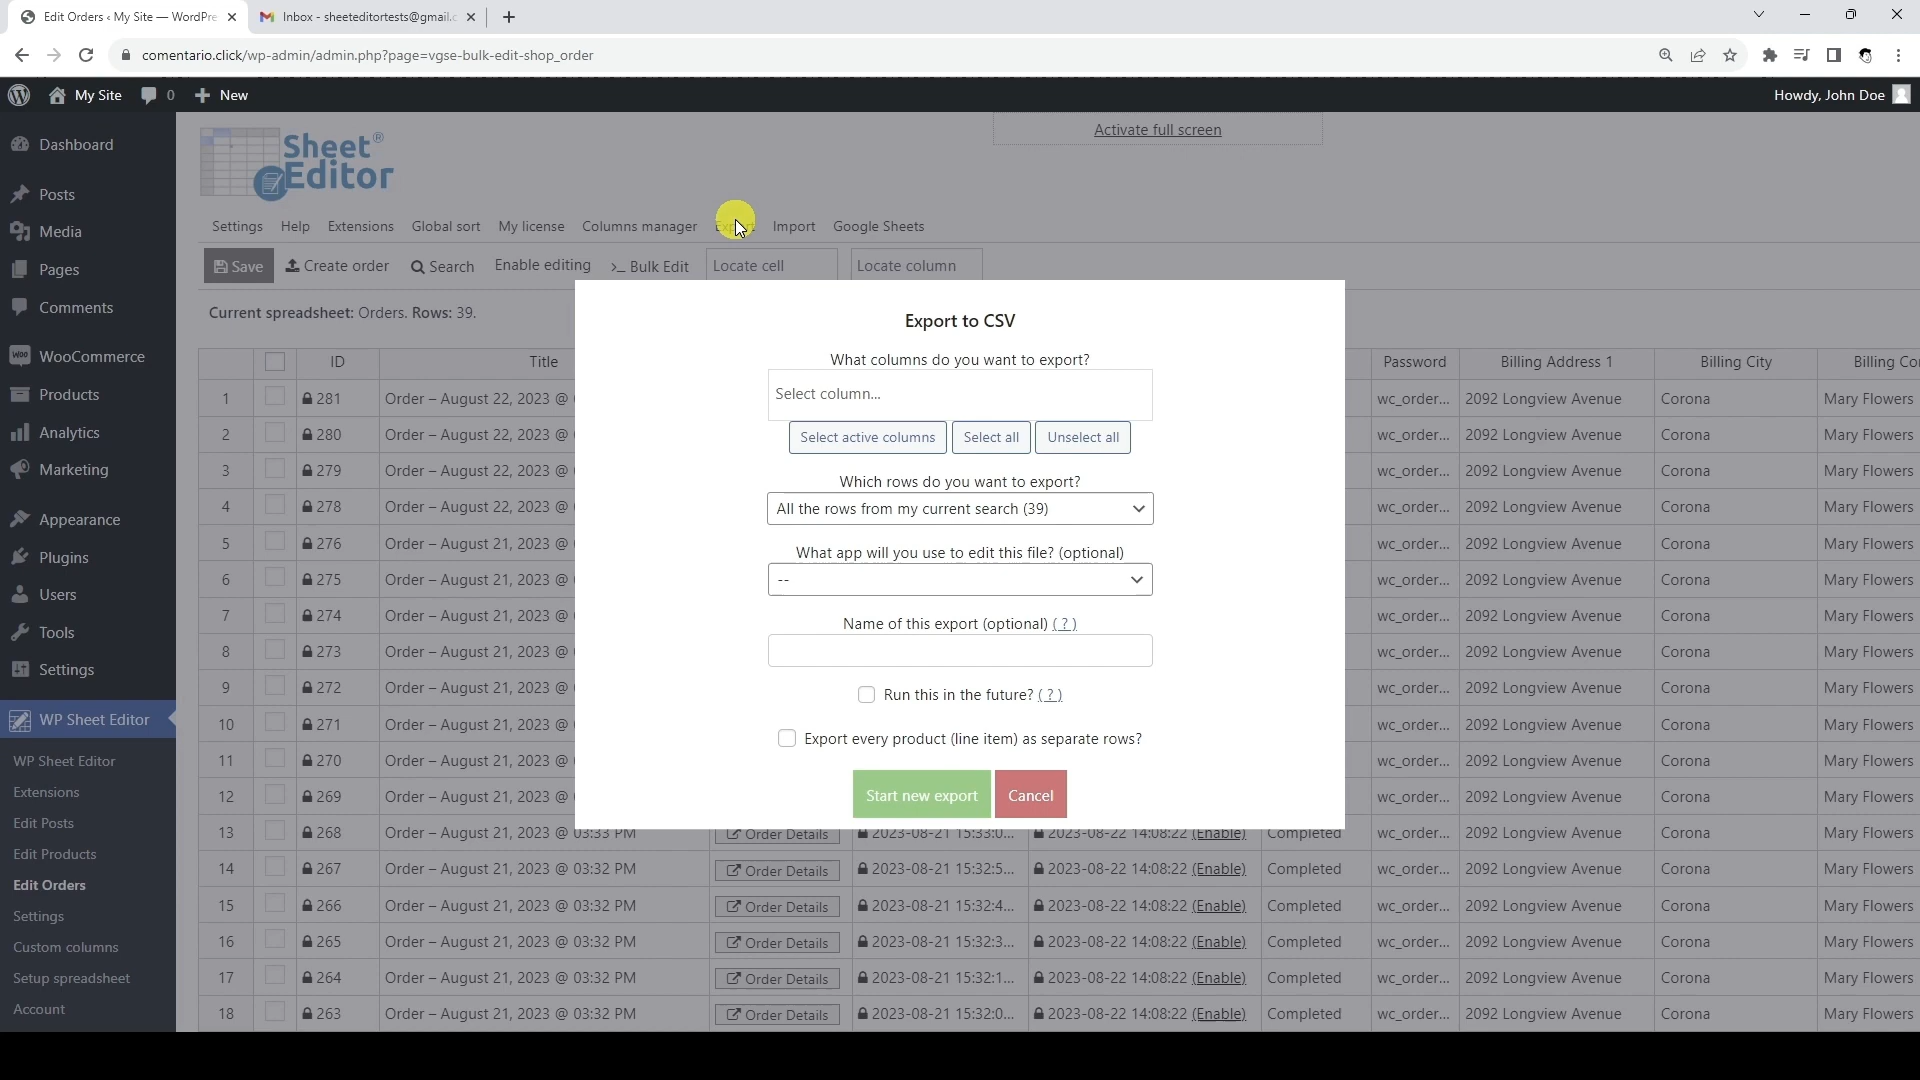 Edit Orders ‹ My Site — WordPre
Inbox - sheeteditortests@gmail.c
comentario.click/wp-admin/admin.php?page=vgse-bulk-edit-shop_order
My Site 0 New
Howdy, John Doe
Dashboard
Posts
Media
Pages
Comments
WooCommerce
Products
Analytics
Marketing
Appearance
Plugins
Users
Tools
Settings
WP Sheet Editor
WP Sheet Editor
Extensions
Edit Posts
Edit Products
Edit Orders
Settings
Custom columns
Setup spreadsheet
Account
Sheet®
Editor
Activate full screen
Settings Help Extensions Global sort My license Columns manager Export Import Google Sheets
Save Create order Search Enable editing >_ Bulk Edit Locate cell Locate column
Current spreadsheet: Orders. Rows: 39.
Export to CSV
What columns do you want to export?
Select column...
Select active columns Select all Unselect all
Which rows do you want to export?
All the rows from my current search (39)
What app will you use to edit this file? (optional)
--
Name of this export (optional) ( ? )
Run this in the future? ( ? )
Export every product (line item) as separate rows?
Start new export Cancel
ID Title Password Billing Address 1 Billing City Billing Co
1 281 Order – August 22, 2023 @ wc_order... 2092 Longview Avenue Corona Mary Flowers
2 280 Order – August 22, 2023 @ wc_order... 2092 Longview Avenue Corona Mary Flowers
3 279 Order – August 22, 2023 @ wc_order... 2092 Longview Avenue Corona Mary Flowers
4 278 Order – August 22, 2023 @ wc_order... 2092 Longview Avenue Corona Mary Flowers
5 276 Order – August 21, 2023 @ wc_order... 2092 Longview Avenue Corona Mary Flowers
6 275 Order – August 21, 2023 @ wc_order... 2092 Longview Avenue Corona Mary Flowers
7 274 Order – August 21, 2023 @ wc_order... 2092 Longview Avenue Corona Mary Flowers
8 273 Order – August 21, 2023 @ wc_order... 2092 Longview Avenue Corona Mary Flowers
9 272 Order – August 21, 2023 @ wc_order... 2092 Longview Avenue Corona Mary Flowers
10 271 Order – August 21, 2023 @ wc_order... 2092 Longview Avenue Corona Mary Flowers
11 270 Order – August 21, 2023 @ wc_order... 2092 Longview Avenue Corona Mary Flowers
12 269 Order – August 21, 2023 @ wc_order... 2092 Longview Avenue Corona Mary Flowers
13 268 Order – August 21, 2023 @ 03:33 PM Order Details 2023-08-21 15:33:0... 2023-08-22 14:08:22 (Enable) Completed wc_order... 2092 Longview Avenue Corona Mary Flowers
14 267 Order – August 21, 2023 @ 03:32 PM Order Details 2023-08-21 15:32:5... 2023-08-22 14:08:22 (Enable) Completed wc_order... 2092 Longview Avenue Corona Mary Flowers
15 266 Order – August 21, 2023 @ 03:32 PM Order Details 2023-08-21 15:32:4... 2023-08-22 14:08:22 (Enable) Completed wc_order... 2092 Longview Avenue Corona Mary Flowers
16 265 Order – August 21, 2023 @ 03:32 PM Order Details 2023-08-21 15:32:3... 2023-08-22 14:08:22 (Enable) Completed wc_order... 2092 Longview Avenue Corona Mary Flowers
17 264 Order – August 21, 2023 @ 03:32 PM Order Details 2023-08-21 15:32:1... 2023-08-22 14:08:22 (Enable) Completed wc_order... 2092 Longview Avenue Corona Mary Flowers
18 263 Order – August 21, 2023 @ 03:32 PM Order Details 2023-08-21 15:32:0... 2023-08-22 14:08:22 (Enable) Completed wc_order... 2092 Longview Avenue Corona Mary Flowers